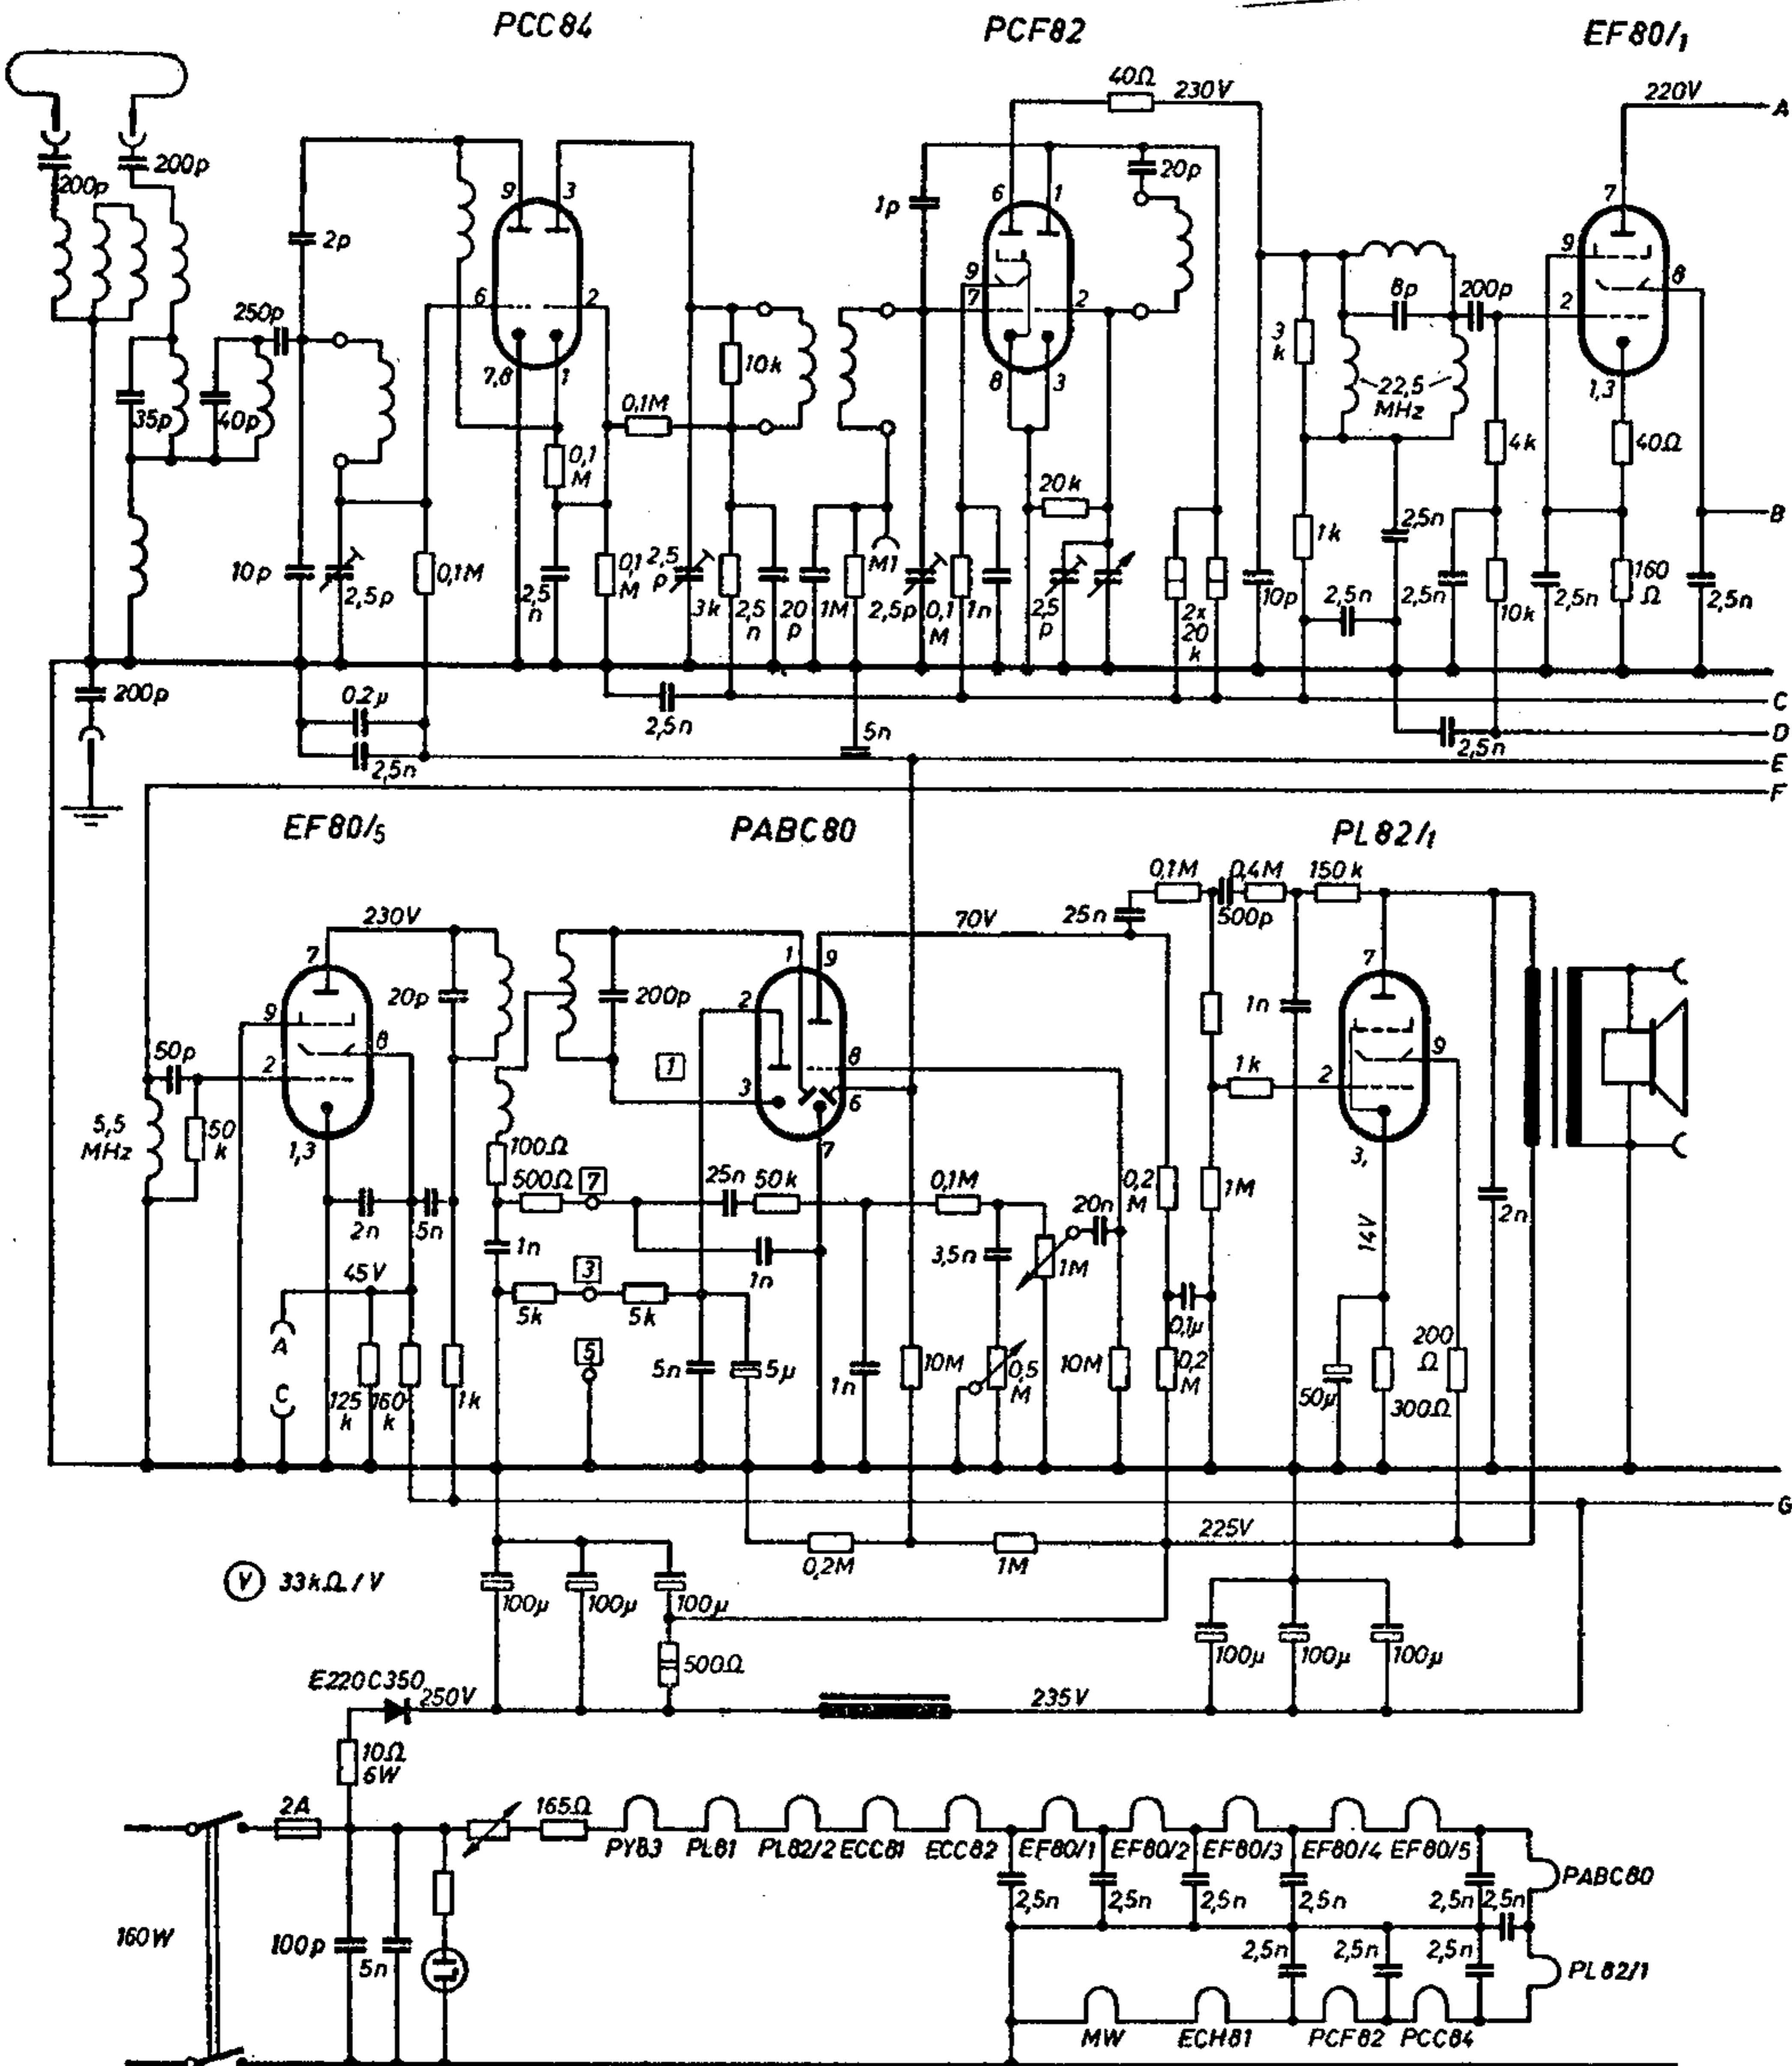 PCC84
PCF82
EF80/1
40Ω
230V
220V
A
200p
200p
20p
1p
2p
9
3
6
1
7
9
9
7
2
8
6
2
2
250p
8p
200p
3
k
35p
40p
7,8
1
10k
8
3
22,5
MHz
1,3
0,1M
0,1
M
4k
40Ω
20k
2,5n
B
1k
M1
10p
2,5p
0,1M
2,5
n
0,1
M
2,5
p
3k
2,5
n
20
p
1M
2,5p
0,1
M
1n
2,5
p
2x
20
k
10p
2,5n
2,5n
10k
2,5n
160
Ω
2,5n
200p
0.2µ
2,5n
5n
C
D
2,5n
2,5n
E
F
EF80/5
PABC80
PL82/1
0,1M
0,4M
150k
500p
25n
230V
70V
7
1
9
7
20p
200p
2
1n
9
8
50p
1
8
9
2
3
6
1k
2
5,5
MHz
50
k
1,3
100Ω
7
3,
500Ω
7
25n
50k
0,1M
20n
0,2
M
1M
2n
2n
5n
1n
3,5n
14V
1n
1M
45V
3
5k
5k
0,1µ
A
5
5n
5µ
1n
10M
0,5
M
10M
0,2
M
200
Ω
C
125
k
160
k
1k
50µ
300Ω
G
225V
0,2M
1M
V
33kΩ/V
100µ
100µ
100µ
500Ω
100µ
100µ
100µ
E220C350
250V
235V
10Ω
6W
2A
165Ω
PY83
PL81
PL82/2
ECC81
ECC82
EF80/1
EF80/2
EF80/3
EF80/4
EF80/5
PABC80
2,5n
2,5n
2,5n
2,5n
2,5n
2,5n
160W
100p
5n
2,5n
2,5n
2,5n
PL82/1
MW
ECH81
PCF82
PCC84